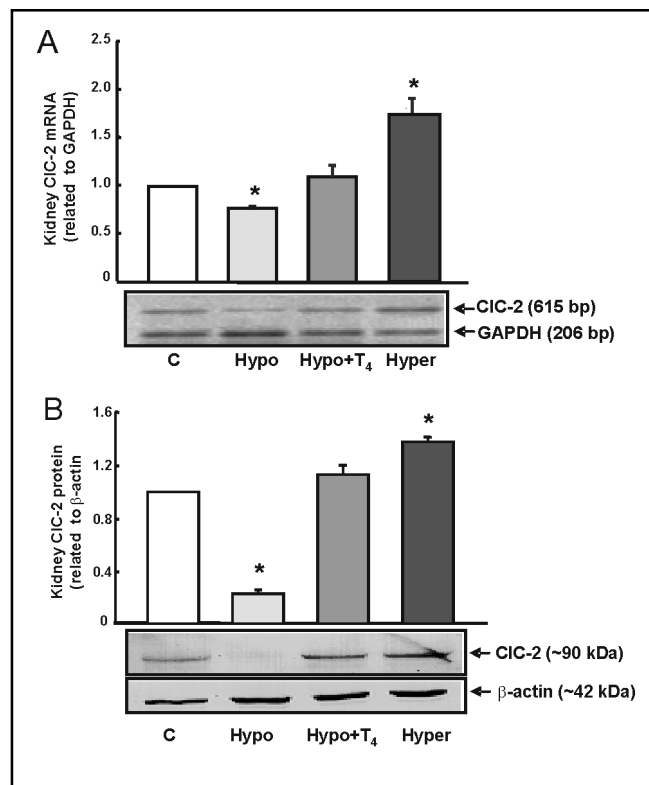 A
Kidney ClC-2 mRNA
(related to GAPDH)
2.5
2.0
1.5
1.0
0.5
0
*
*
ClC-2 (615 bp)
GAPDH (206 bp)
C Hypo Hypo+T4 Hyper
B
Kidney ClC-2 protein
(related to β-actin)
1.6
1.2
0.8
0.4
0
*
*
ClC-2 (~90 kDa)
β-actin (~42 kDa)
C Hypo Hypo+T4 Hyper